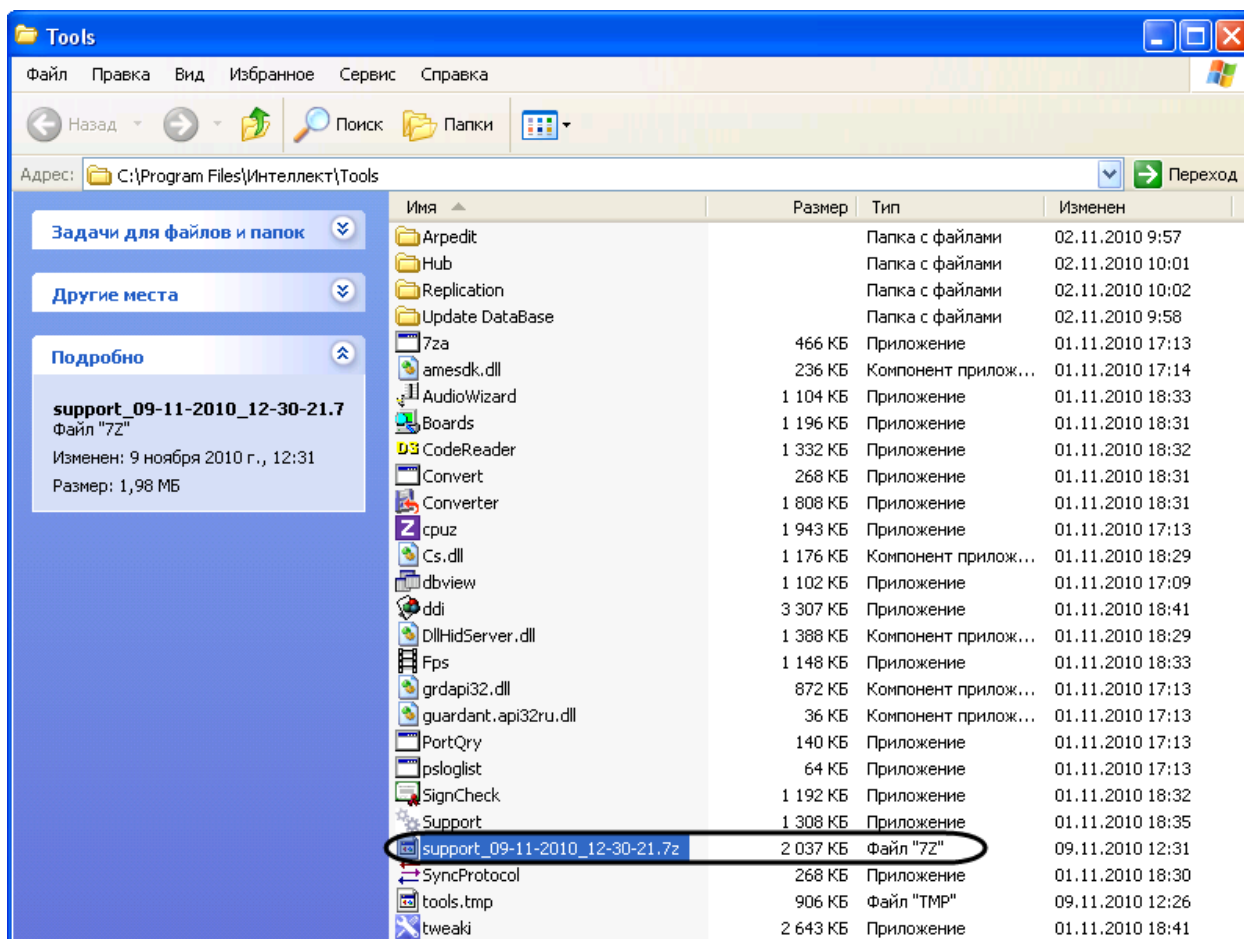 Tools
Файл Правка Вид Избранное Сервис Справка
Назад Поиск Папки
Адрес: C:\Program Files\Интеллект\Tools Переход
Задачи для файлов и папок
Другие места
Подробно
support_09-11-2010_12-30-21.7
Файл "7Z"
Изменен: 9 ноября 2010 г., 12:31
Размер: 1,98 МБ
Имя Размер Тип Изменен
Arpedit Папка с файлами 02.11.2010 9:57
Hub Папка с файлами 02.11.2010 10:01
Replication Папка с файлами 02.11.2010 10:02
Update DataBase Папка с файлами 02.11.2010 9:58
7za 466 КБ Приложение 01.11.2010 17:13
amesdk.dll 236 КБ Компонент прилож... 01.11.2010 17:14
AudioWizard 1 104 КБ Приложение 01.11.2010 18:33
Boards 1 196 КБ Приложение 01.11.2010 18:31
CodeReader 1 332 КБ Приложение 01.11.2010 18:32
Convert 268 КБ Приложение 01.11.2010 18:31
Converter 1 808 КБ Приложение 01.11.2010 18:31
cpuz 1 943 КБ Приложение 01.11.2010 17:13
Cs.dll 1 176 КБ Компонент прилож... 01.11.2010 18:29
dbview 1 102 КБ Приложение 01.11.2010 17:09
ddi 3 307 КБ Приложение 01.11.2010 18:41
DllHidServer.dll 1 388 КБ Компонент прилож... 01.11.2010 18:29
Fps 1 148 КБ Приложение 01.11.2010 18:33
grdapi32.dll 872 КБ Компонент прилож... 01.11.2010 17:13
guardant.api32ru.dll 36 КБ Компонент прилож... 01.11.2010 17:13
PortQry 140 КБ Приложение 01.11.2010 17:13
psloglist 64 КБ Приложение 01.11.2010 17:13
SignCheck 1 192 КБ Приложение 01.11.2010 18:32
Support 1 308 КБ Приложение 01.11.2010 18:35
support_09-11-2010_12-30-21.7z 2 037 КБ Файл "7Z" 09.11.2010 12:31
SyncProtocol 268 КБ Приложение 01.11.2010 18:30
tools.tmp 906 КБ Файл "TMP" 09.11.2010 12:26
tweaki 2 643 КБ Приложение 01.11.2010 18:41